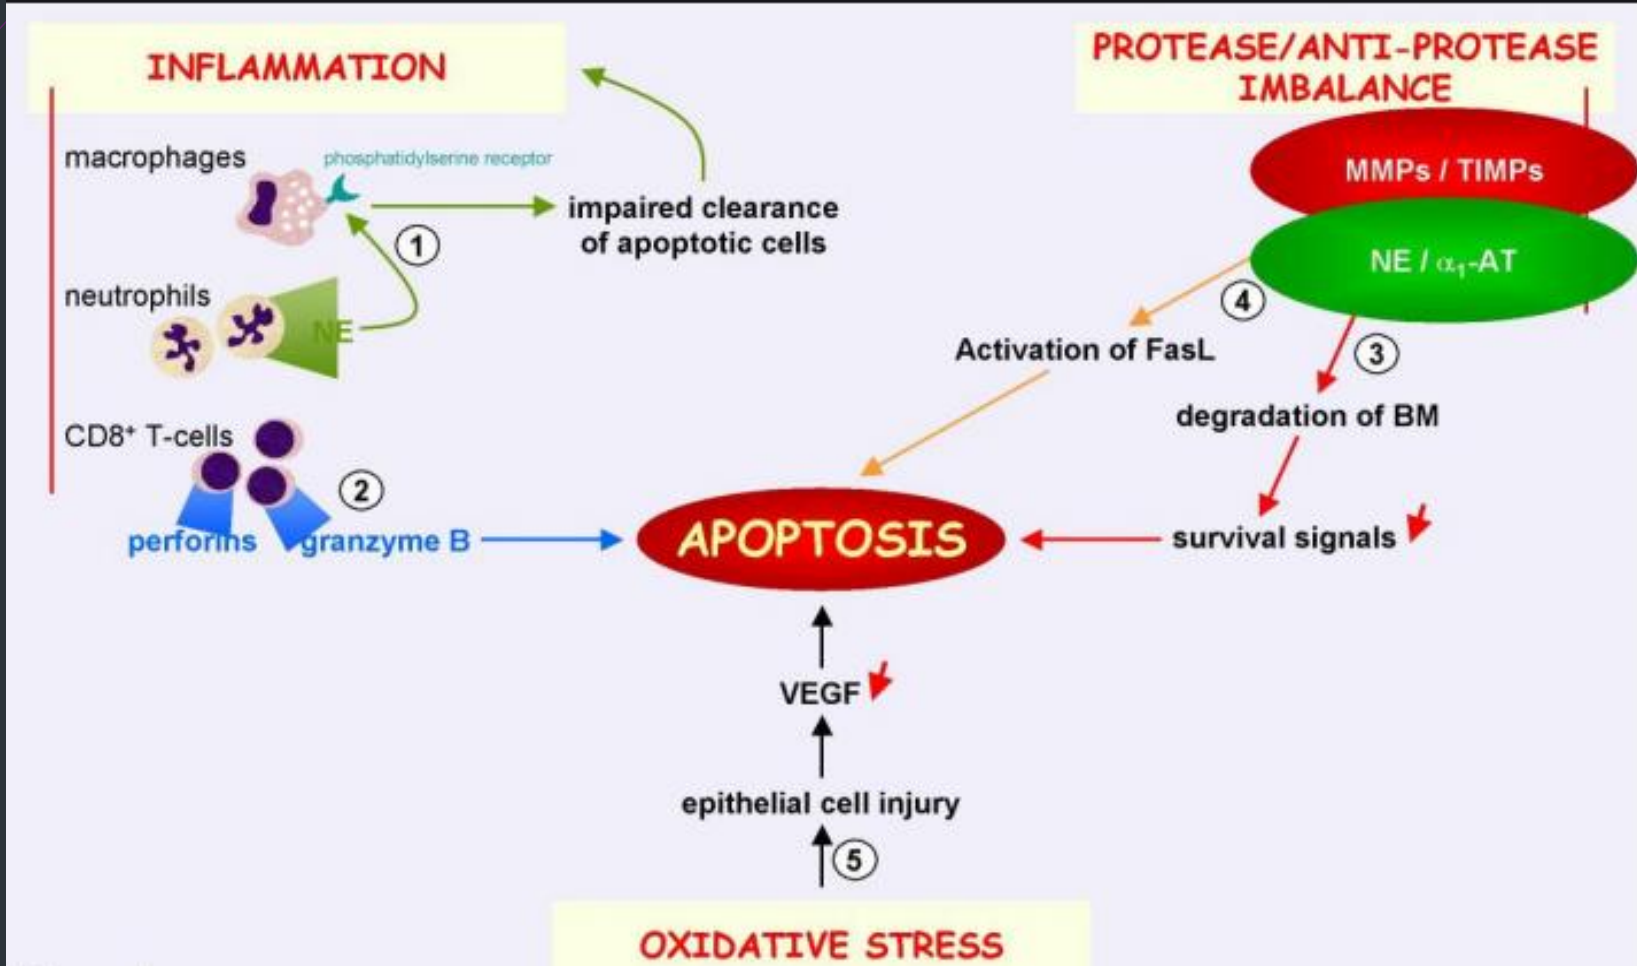 INFLAMMATION
macrophages
phosphatidylserine receptor
impaired clearance
of apoptotic cells
1
neutrophils
NE
CD8⁺ T-cells
2
perforins
granzyme B
PROTEASE/ANTI-PROTEASE
IMBALANCE
MMPs / TIMPs
NE / α₁-AT
4
3
Activation of FasL
degradation of BM
survival signals
APOPTOSIS
VEGF
epithelial cell injury
5
OXIDATIVE STRESS